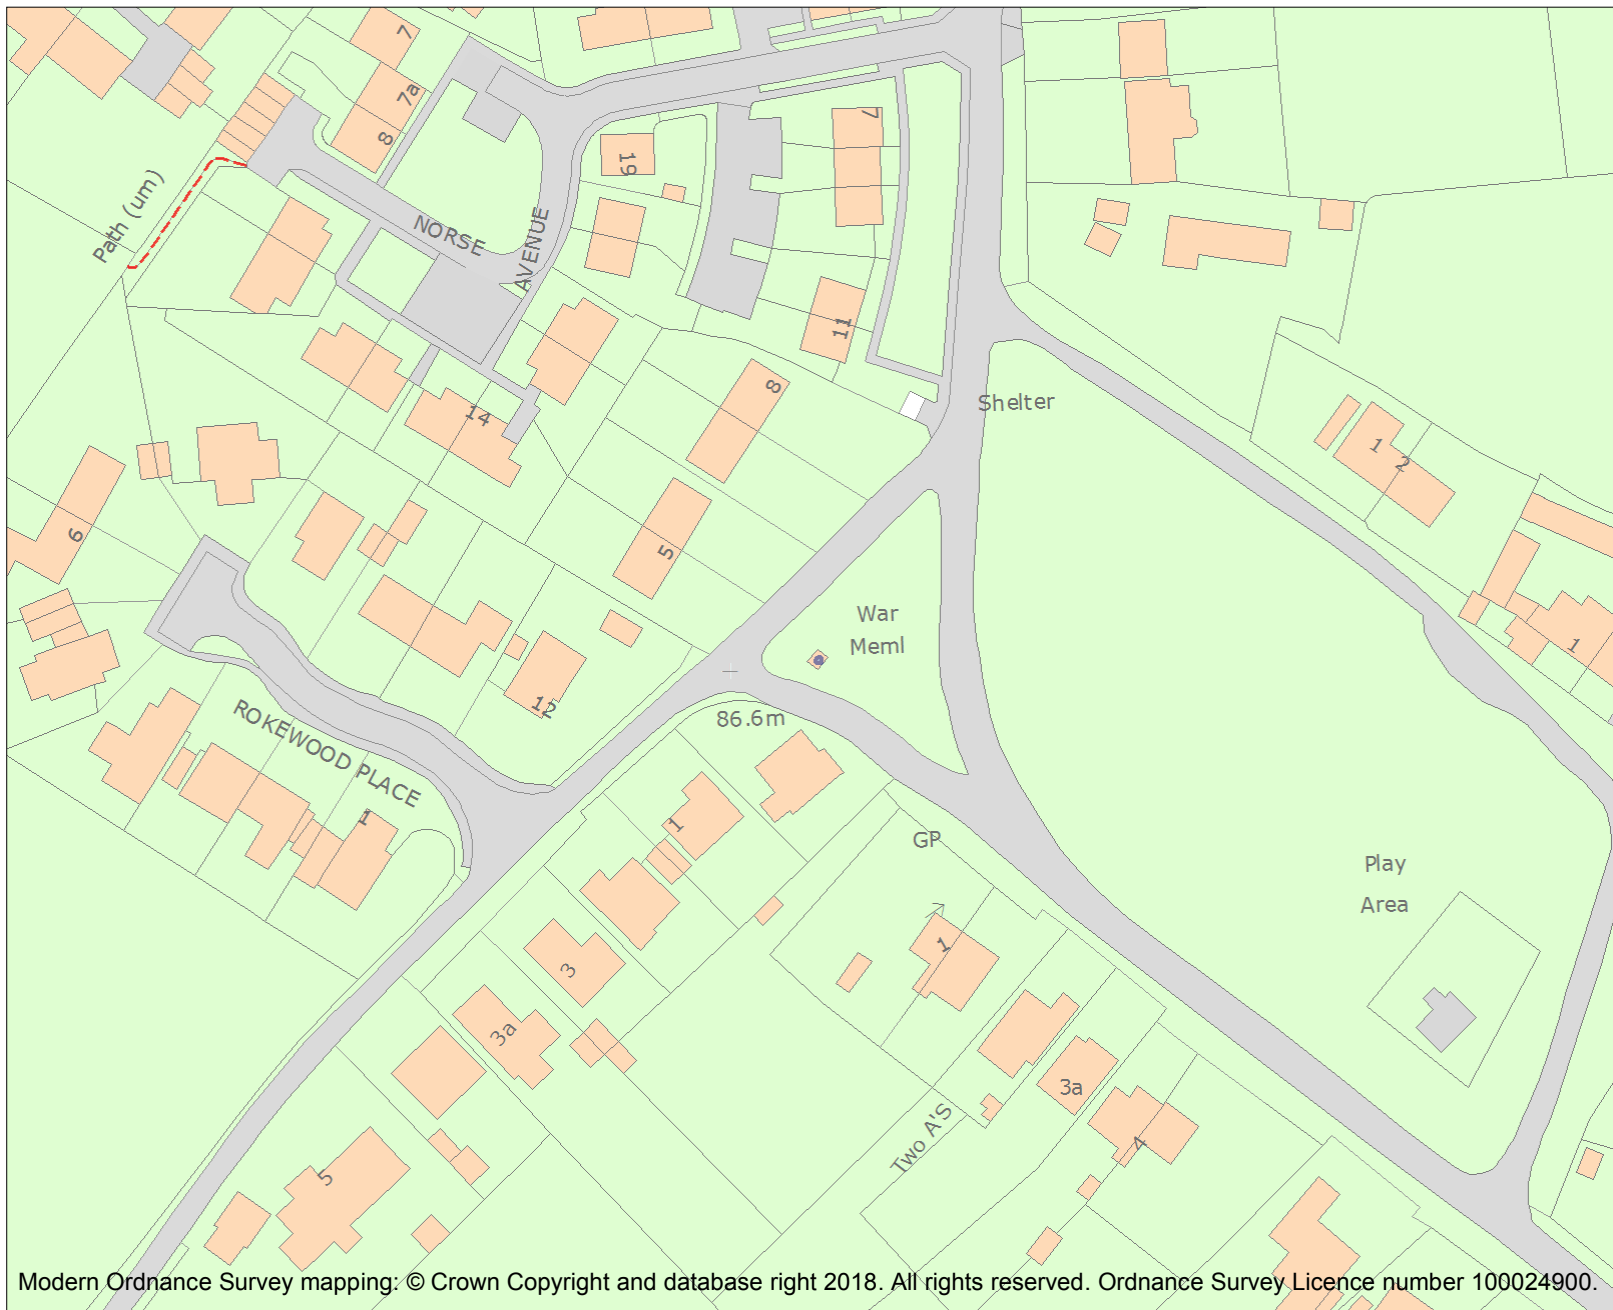 7
7a
8
7
19
Path (um)
NORSE
AVENUE
11
8
Shelter
14
1
2
6
5
War
Meml
1
12
86.6m
ROKEWOOD PLACE
1
1
GP
Play
Area
1
3
3a
3a
Two A'S
4
5
Modern Ordnance Survey mapping: © Crown Copyright and database right 2018. All rights reserved. Ordnance Survey Licence number 100024900.